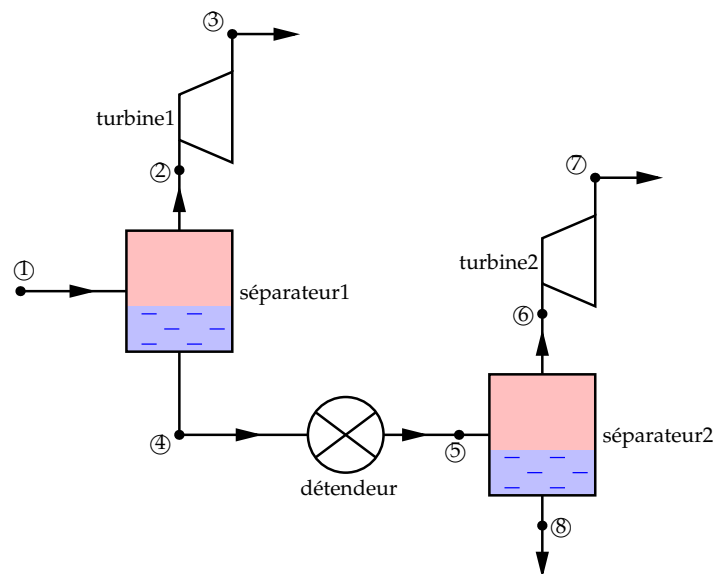 ③
turbine1
②
⑦
①
séparateur1
turbine2
⑥
④
⑤
séparateur2
détendeur
⑧